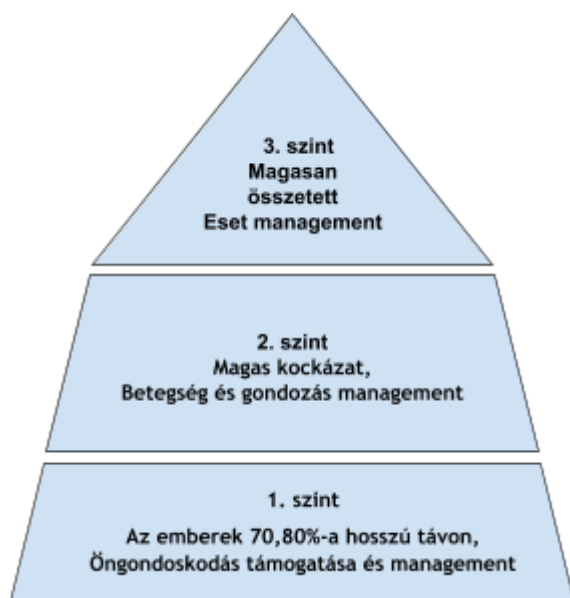 3. szint
Magasan
összetett
Eset management
2. szint
Magas kockázat,
Betegség és gondozás management
1. szint
Az emberek 70,80%-a hosszú távon,
Öngondoskodás támogatása és management